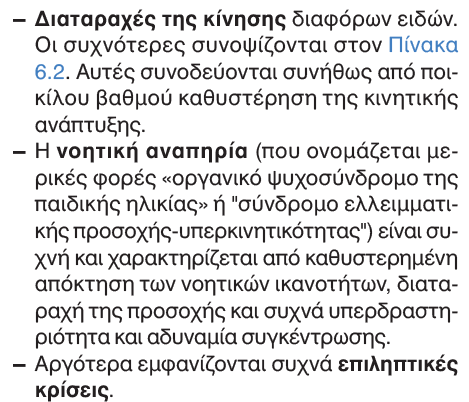 – Διαταραχές της κίνησης διαφόρων ειδών.
Οι συχνότερες συνοψίζονται στον Πίνακα
6.2. Αυτές συνοδεύονται συνήθως από ποι-
κίλου βαθμού καθυστέρηση της κινητικής
ανάπτυξης.
– Η νοητική αναπηρία (που ονομάζεται με-
ρικές φορές «οργανικό ψυχοσύνδρομο της
παιδικής ηλικίας» ή "σύνδρομο ελλειμματι-
κής προσοχής-υπερκινητικότητας") είναι συ-
χνή και χαρακτηρίζεται από καθυστερημένη
απόκτηση των νοητικών ικανοτήτων, διατα-
ραχή της προσοχής και συχνά υπερδραστη-
ριότητα και αδυναμία συγκέντρωσης.
– Αργότερα εμφανίζονται συχνά επιληπτικές
κρίσεις.